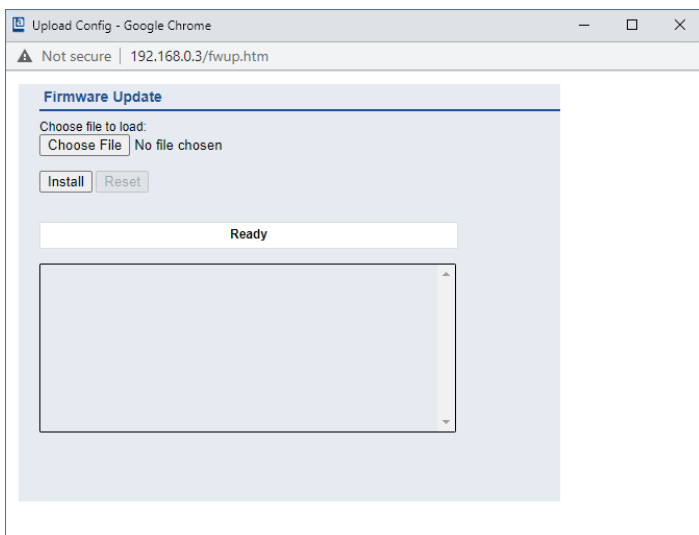 Upload Config - Google Chrome
Not secure | 192.168.0.3/fwup.htm
Firmware Update
Choose file to load:
Choose File No file chosen
Install Reset
Ready